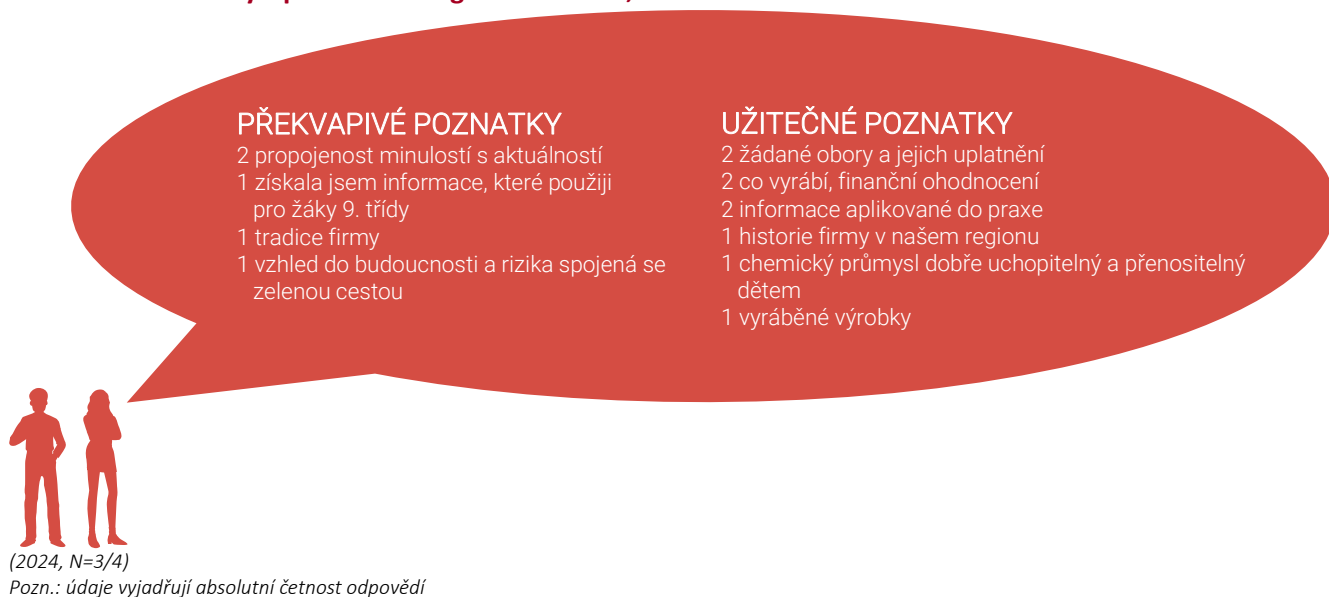 PŘEKVAPIVÉ POZNATKY
2 propojenost minulostí s aktuálností
1 získala jsem informace, které použiji
pro žáky 9. třídy
1 tradice firmy
1 vzhled do budoucnosti a rizika spojená se
zelenou cestou
UŽITEČNÉ POZNATKY
2 žádané obory a jejich uplatnění
2 co vyrábí, finanční ohodnocení
2 informace aplikované do praxe
1 historie firmy v našem regionu
1 chemický průmysl dobře uchopitelný a přenositelný
dětem
1 vyráběné výrobky
(2024, N=3/4)
Pozn.: údaje vyjadřují absolutní četnost odpovědí